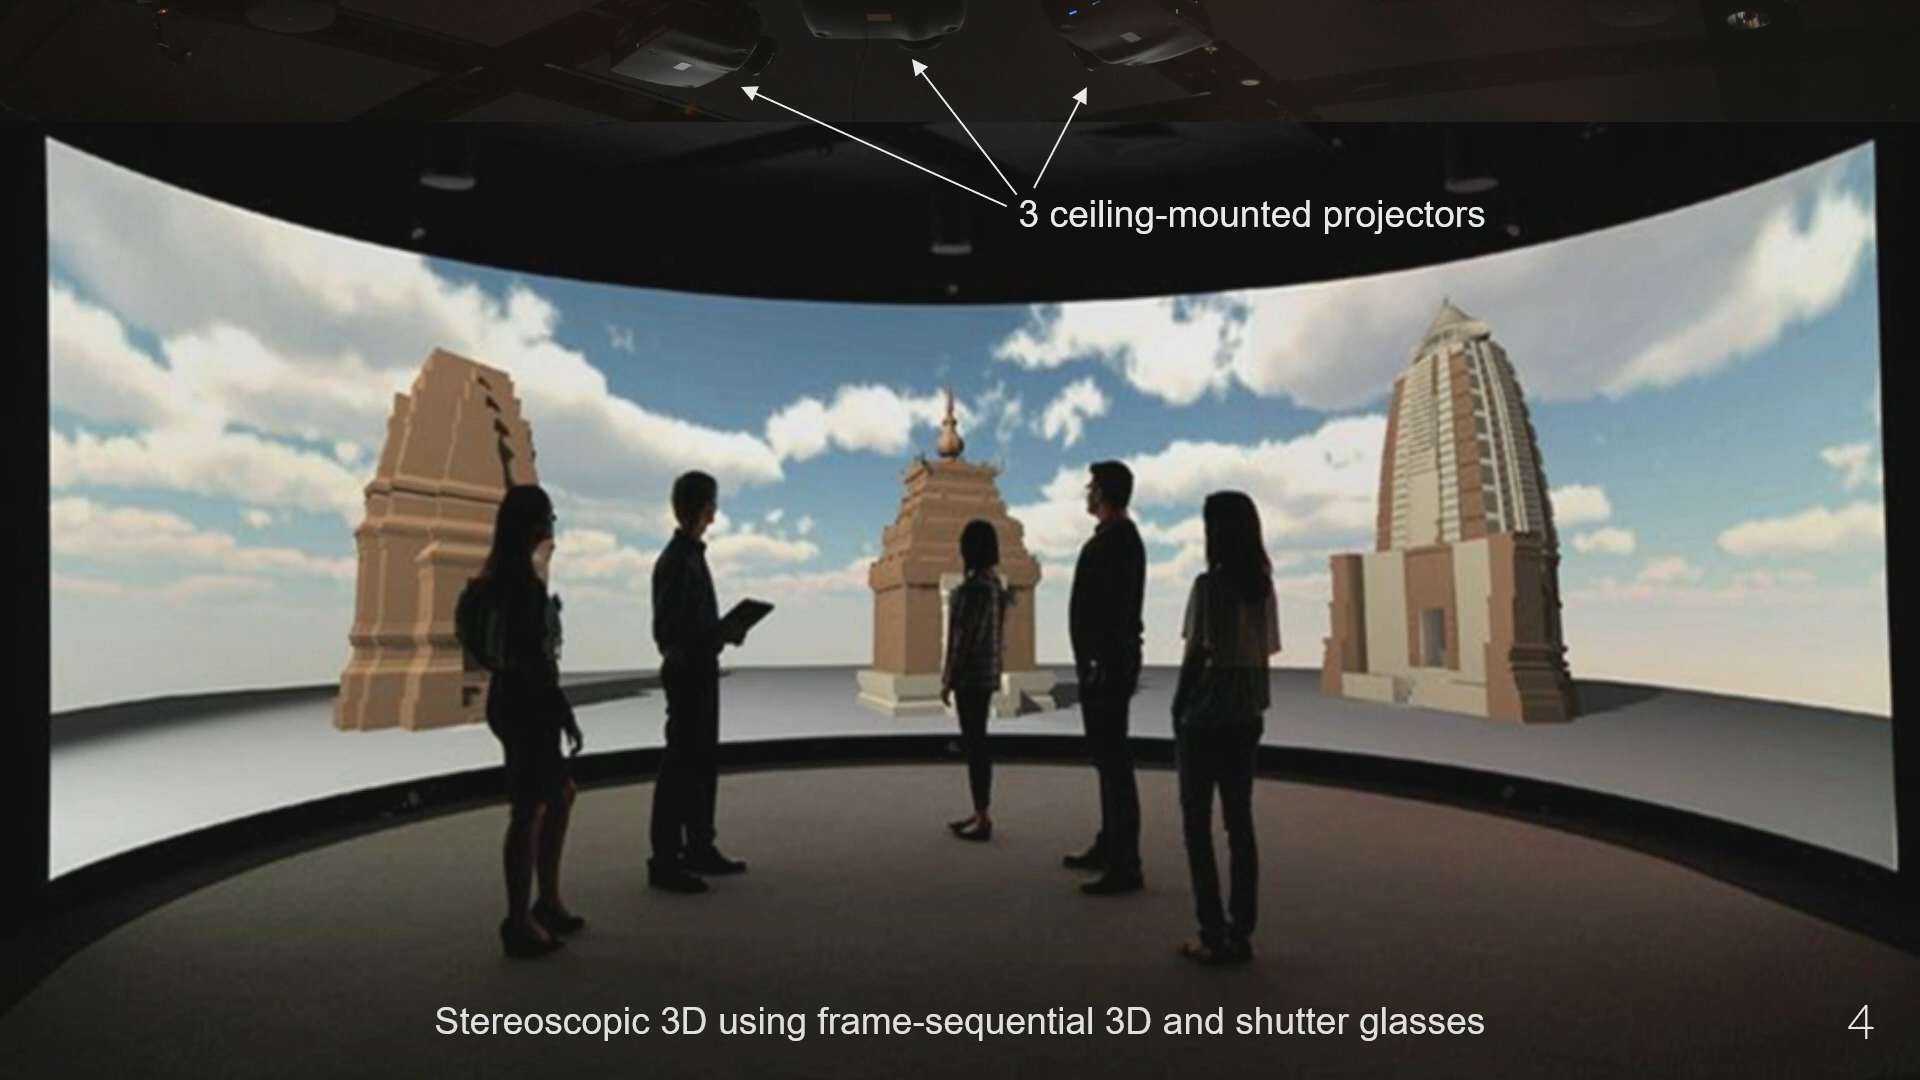 3 ceiling-mounted projectors
Stereoscopic 3D using frame-sequential 3D and shutter glasses
4